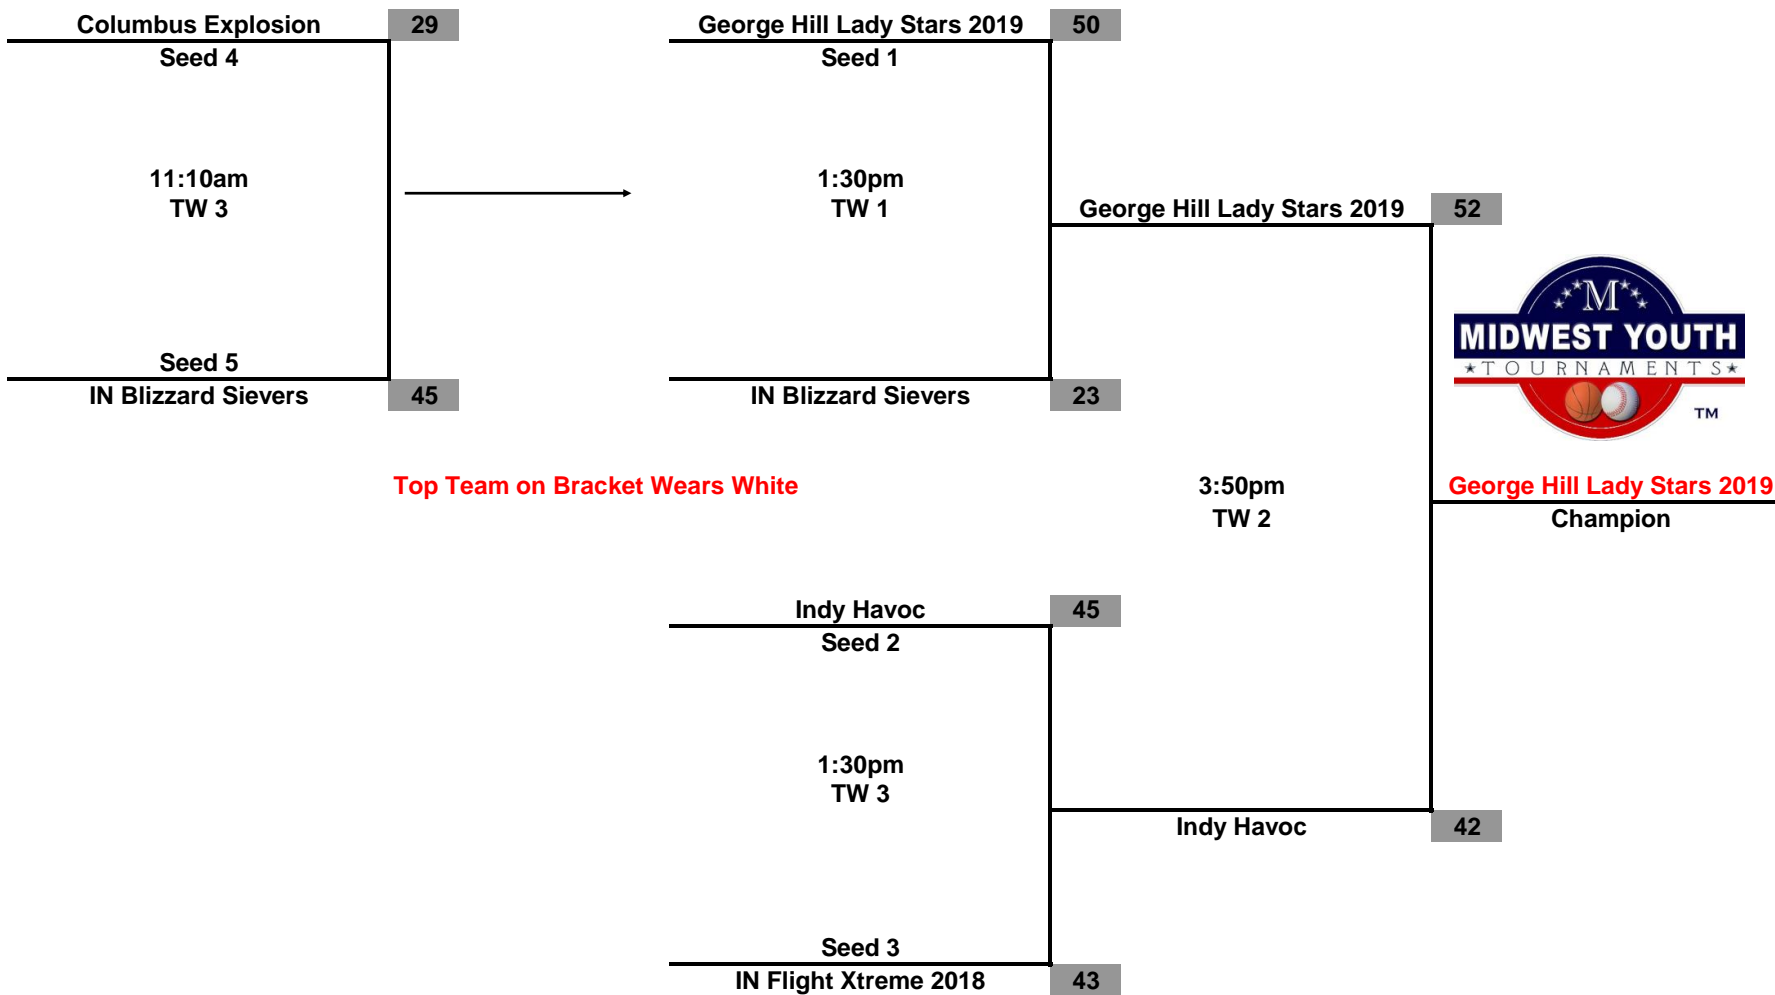 Columbus Explosion 29
Seed 4
11:10am
TW 3
Seed 5
IN Blizzard Sievers 45
George Hill Lady Stars 2019 50
Seed 1
1:30pm
TW 1
IN Blizzard Sievers 23
George Hill Lady Stars 2019 52
M
MIDWEST YOUTH
★TOURNAMENTS★
TM
Top Team on Bracket Wears White
3:50pm
TW 2
George Hill Lady Stars 2019
Champion
Indy Havoc 45
Seed 2
1:30pm
TW 3
Indy Havoc 42
Seed 3
IN Flight Xtreme 2018 43